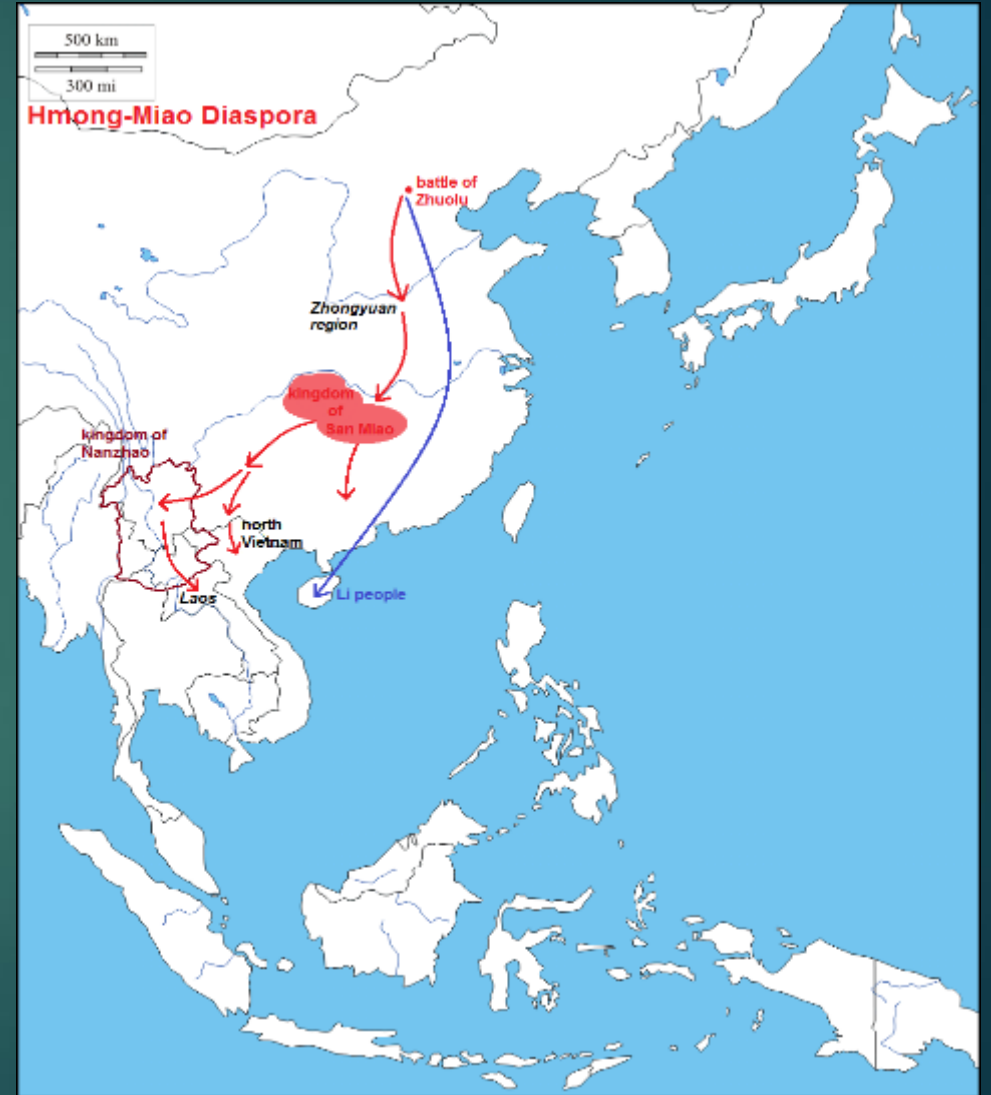 500 km
300 mi
Hmong-Miao Diaspora
battle of
Zhuolu
Zhongyuan
region
kingdom
of
San Miao
kingdom of
Nanzhao
north
Vietnam
Laos
Li people